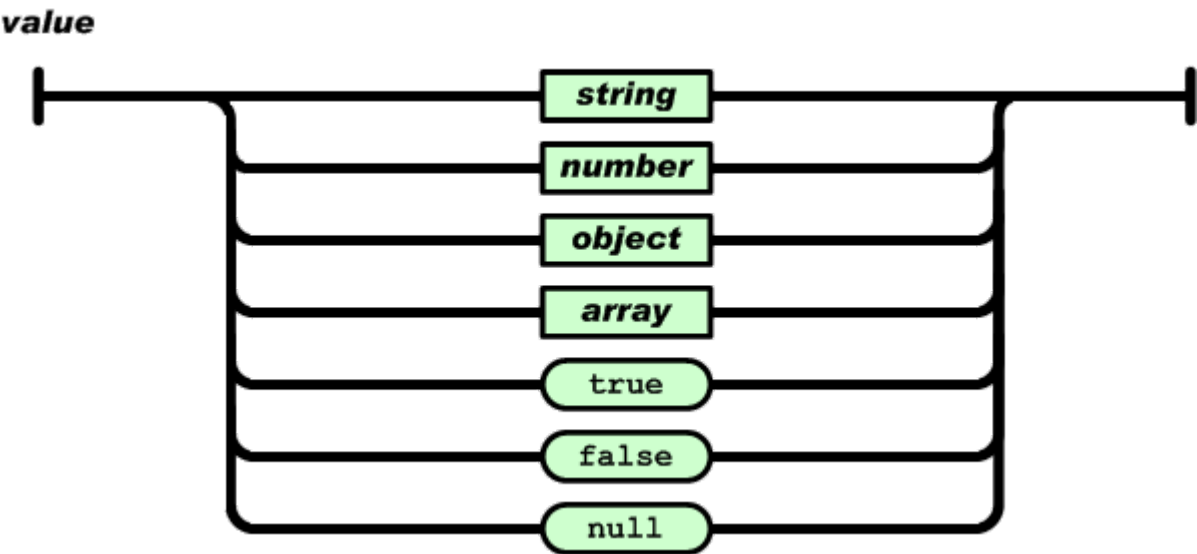 value
string
number
object
array
true
false
null